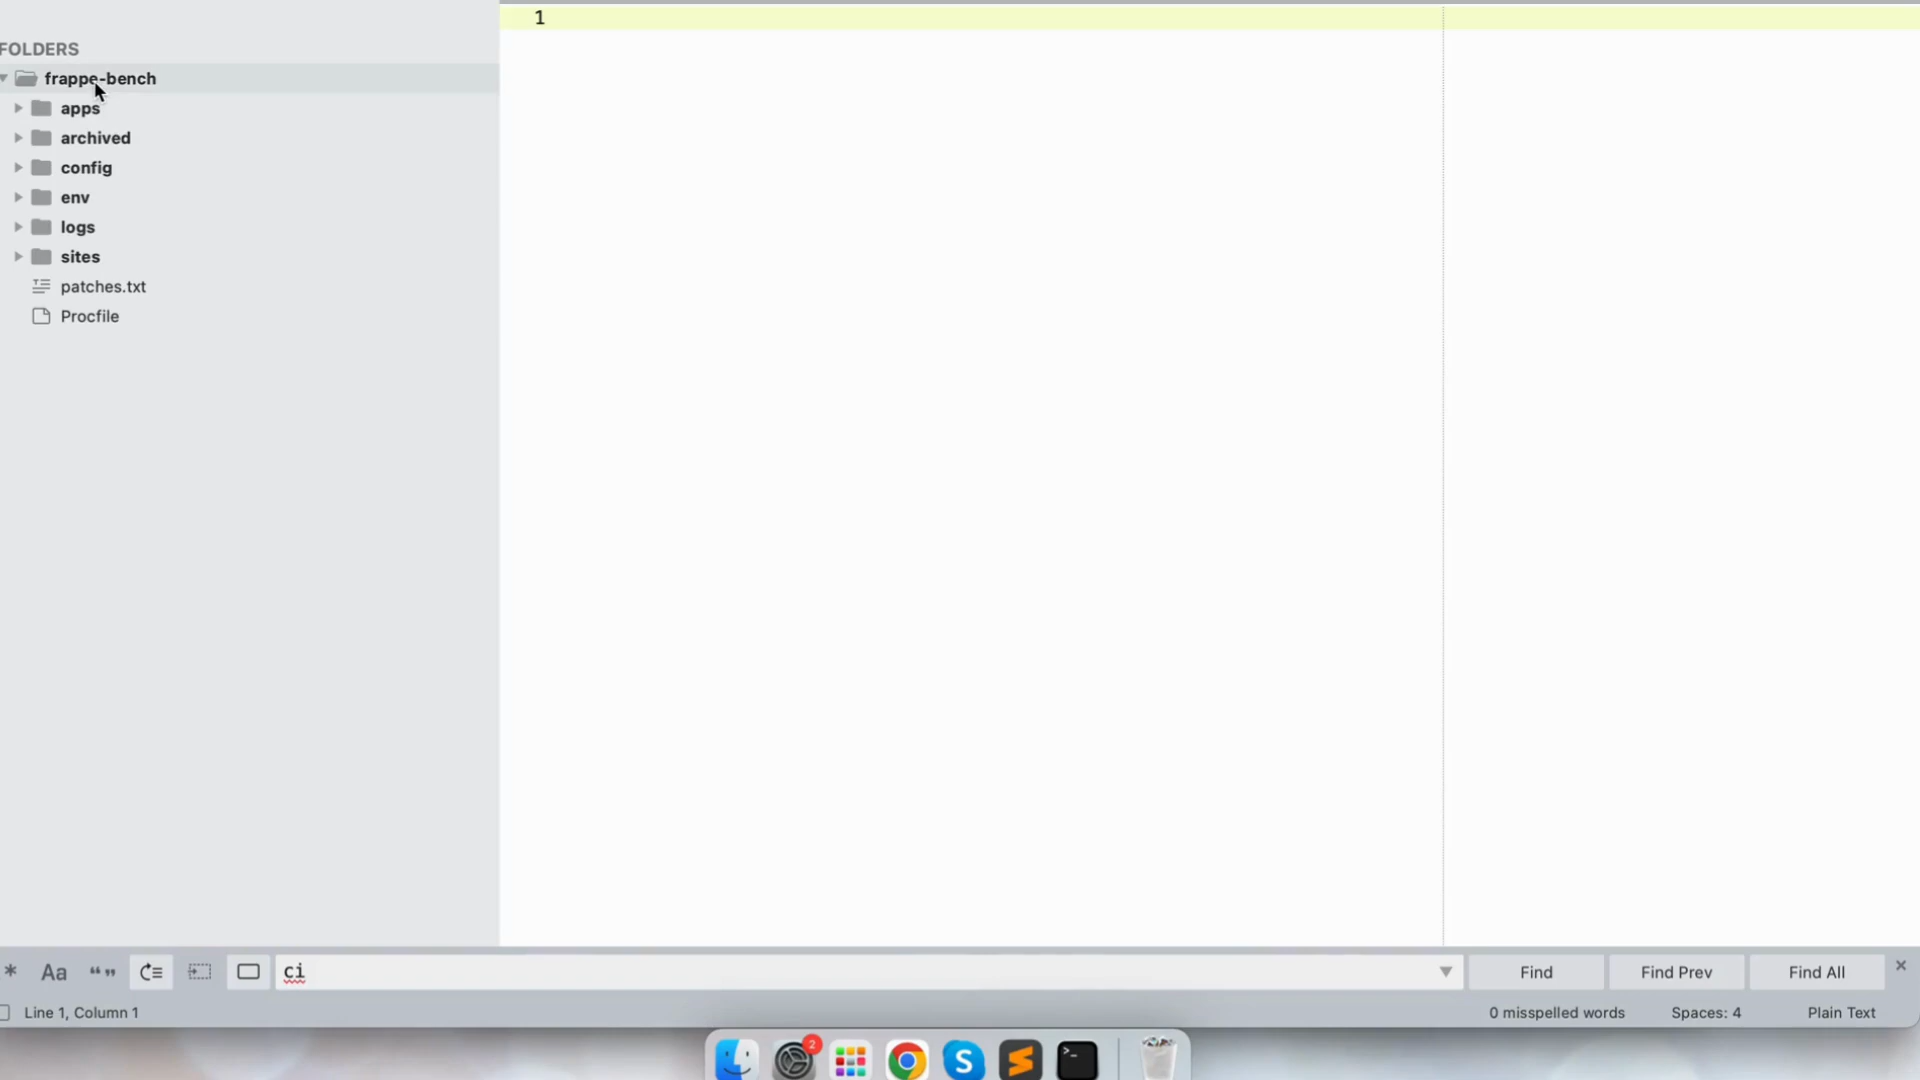 1
FOLDERS
frappe-bench
apps
archived
config
env
logs
sites
patches.txt
Procfile
* Aa “” ci Find Find Prev Find All ×
Line 1, Column 1 0 misspelled words Spaces: 4 Plain Text
2
S >_